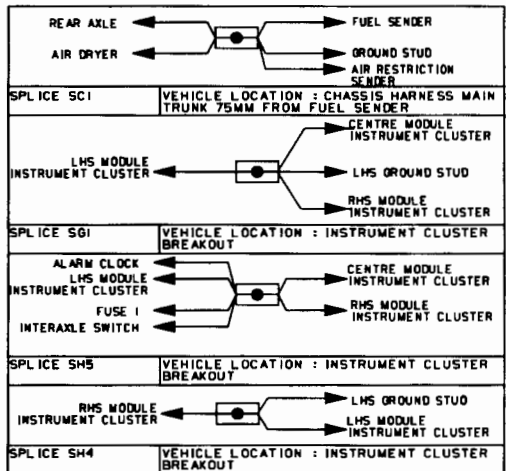 REAR AXLE
FUEL SENDER
AIR DRYER
GROUND STUD
AIR RESTRICTION
SENDER
SPLICE SC1
VEHICLE LOCATION : CHASSIS HARNESS MAIN
TRUNK 75MM FROM FUEL SENDER
CENTRE MODULE
INSTRUMENT CLUSTER
LHS MODULE
INSTRUMENT CLUSTER
LHS GROUND STUD
RHS MODULE
INSTRUMENT CLUSTER
SPLICE SG1
VEHICLE LOCATION : INSTRUMENT CLUSTER
BREAKOUT
ALARM CLOCK
LHS MODULE
INSTRUMENT CLUSTER
FUSE 1
INTERAXLE SWITCH
CENTRE MODULE
INSTRUMENT CLUSTER
RHS MODULE
INSTRUMENT CLUSTER
SPLICE SH5
VEHICLE LOCATION : INSTRUMENT CLUSTER
BREAKOUT
RHS MODULE
INSTRUMENT CLUSTER
LHS GROUND STUD
LHS MODULE
INSTRUMENT CLUSTER
SPLICE SH4
VEHICLE LOCATION : INSTRUMENT CLUSTER
BREAKOUT